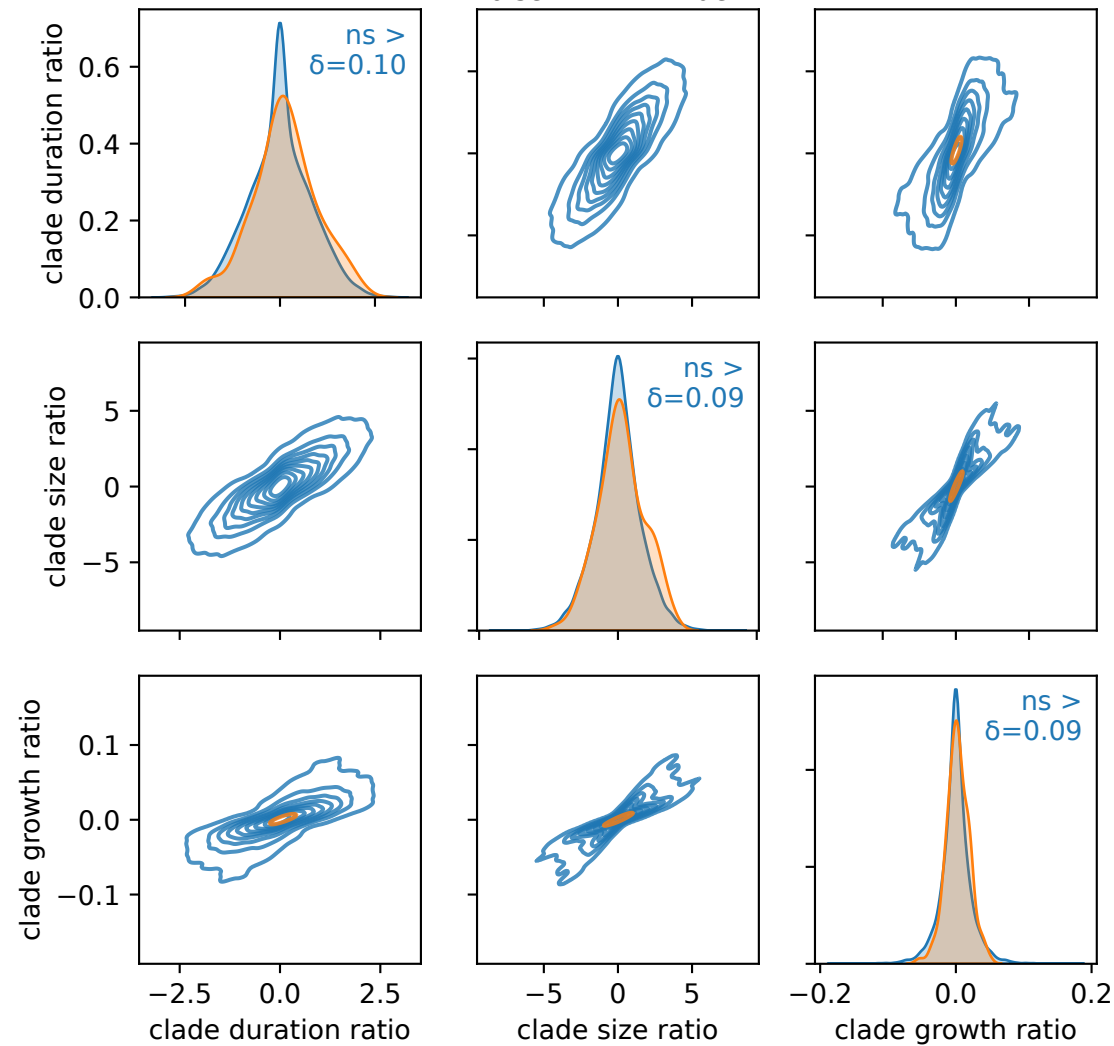 clade duration ratio
0.6
0.4
0.2
0.0
ns >
δ=0.10
clade size ratio
5
0
−5
ns >
δ=0.09
clade growth ratio
0.1
0.0
−0.1
ns >
δ=0.09
−2.5
0.0
2.5
−5
0
5
−0.2
0.0
0.2
clade duration ratio
clade size ratio
clade growth ratio